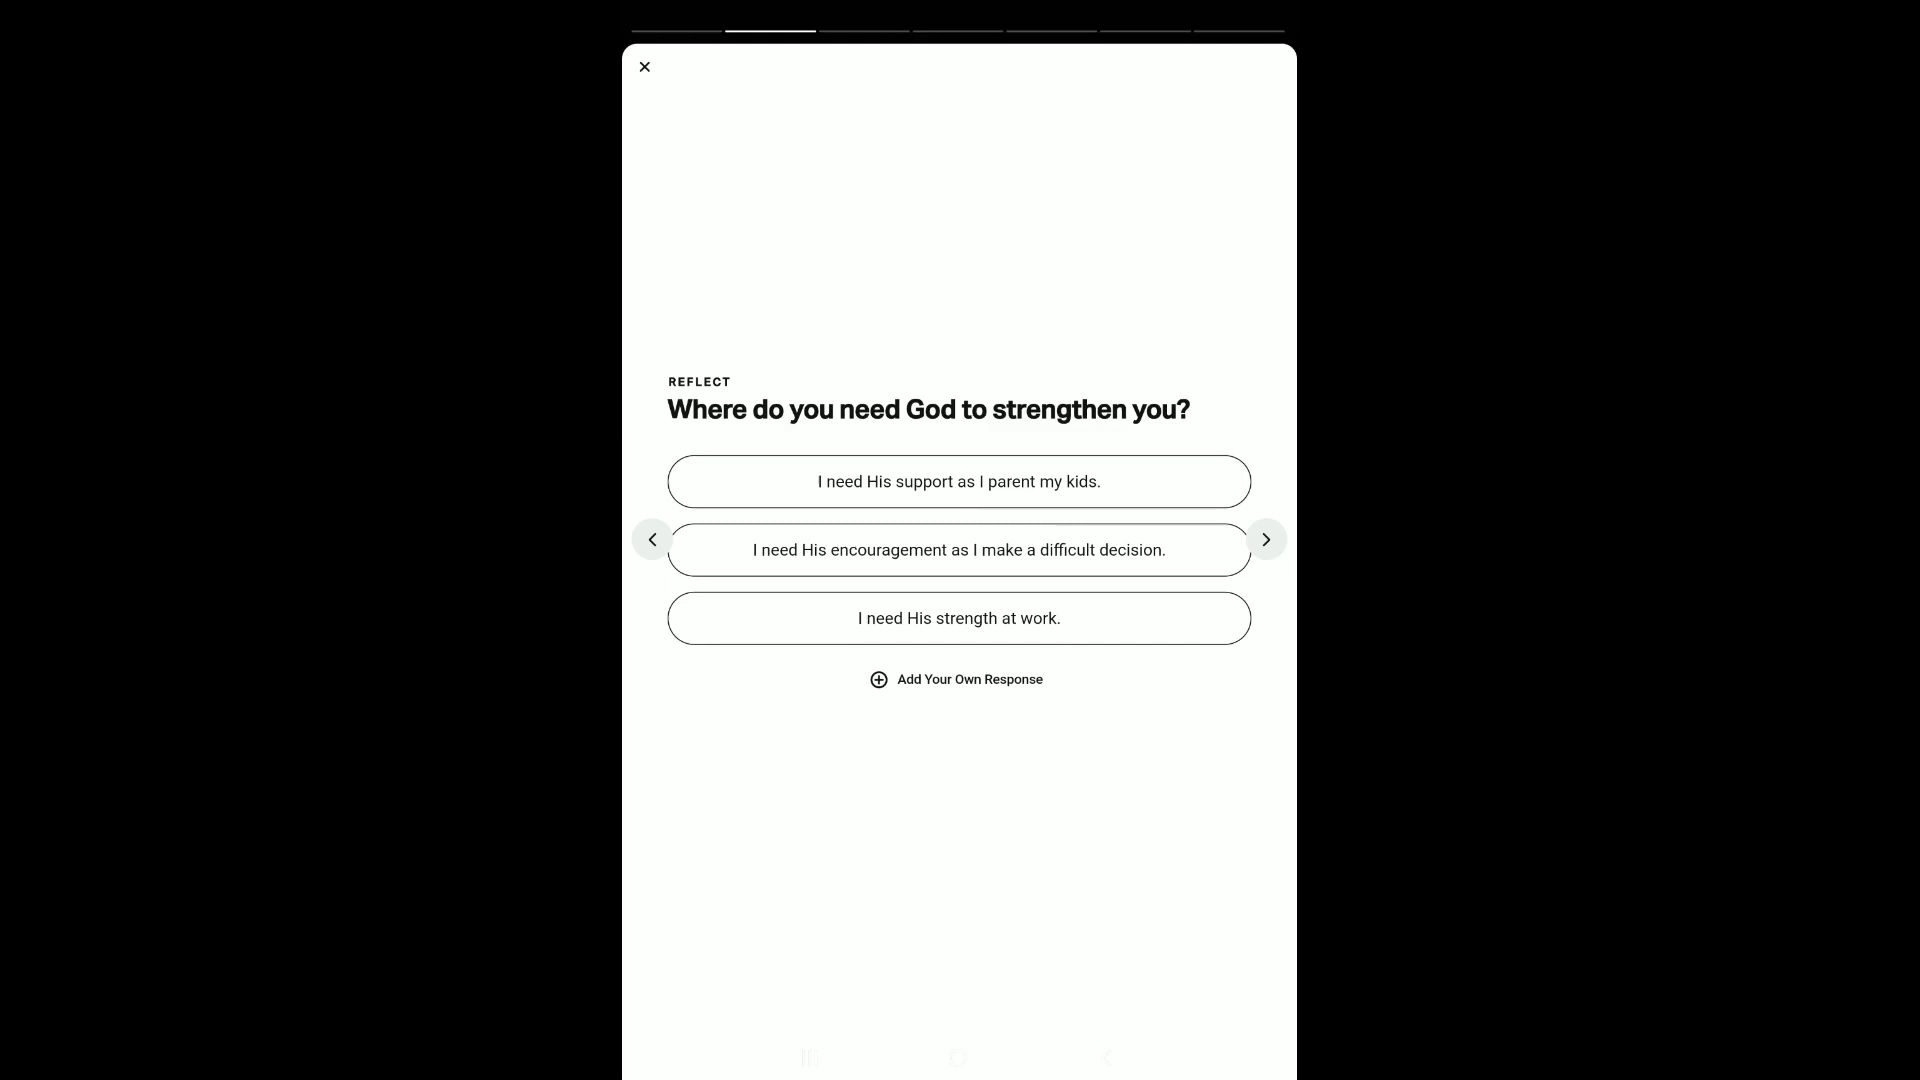 REFLECT
Where do you need God to strengthen you?
I need His support as I parent my kids.
I need His encouragement as I make a difficult decision.
I need His strength at work.
Add Your Own Response